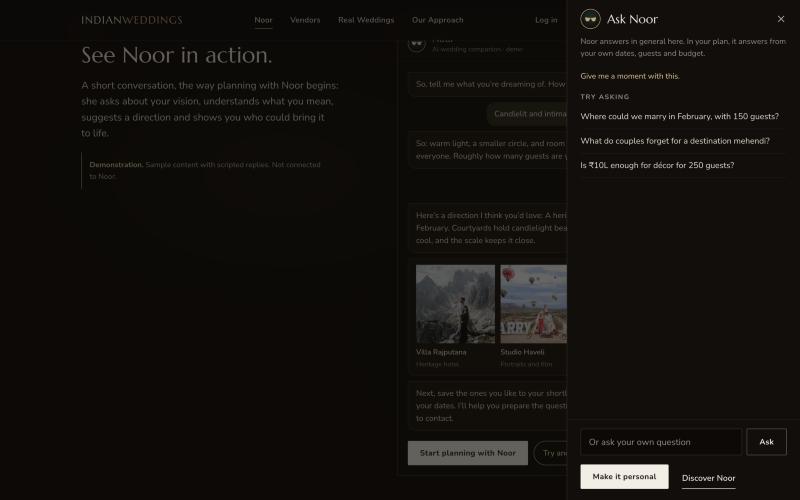 INDIANWEDDINGS
Noor
Vendors
Real Weddings
Our Approach
Log in
See Noor in action.
A short conversation, the way planning with Noor begins:
she asks about your vision, understands what you mean,
suggests a direction and shows you who could bring it
to life.
Demonstration. Sample content with scripted replies. Not connected
to Noor.
AI wedding companion · demo
So, tell me what you're dreaming of. How
Candlelit and intima
So: warm light, a smaller circle, and room
everyone. Roughly how many guests are y
Here's a direction I think you'd love: A heri
February. Courtyards hold candlelight bea
cool, and the scale keeps it close.
Villa Rajputana
Heritage hotel
Studio Haveli
Portraits and film
Next, save the ones you like to your shortl
your dates. I'll help you prepare the questi
to contact.
Start planning with Noor
Try an
Ask Noor
Noor answers in general here. In your plan, it answers from
your own dates, guests and budget.
Give me a moment with this.
TRY ASKING
Where could we marry in February, with 150 guests?
What do couples forget for a destination mehendi?
Is ₹10L enough for décor for 250 guests?
Or ask your own question
Ask
Make it personal
Discover Noor